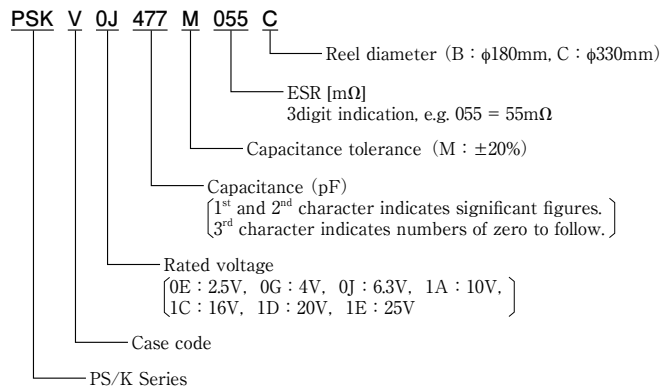 PSK V 0J 477 M 055 C
Reel diameter (B：φ180mm, C：φ330mm)
ESR [mΩ]
3digit indication, e.g. 055 = 55mΩ
Capacitance tolerance (M：±20%)
Capacitance (pF)
1st and 2nd character indicates significant figures.
3rd character indicates numbers of zero to follow.
Rated voltage
0E：2.5V, 0G：4V, 0J：6.3V, 1A：10V,
1C：16V, 1D：20V, 1E：25V
Case code
PS/K Series